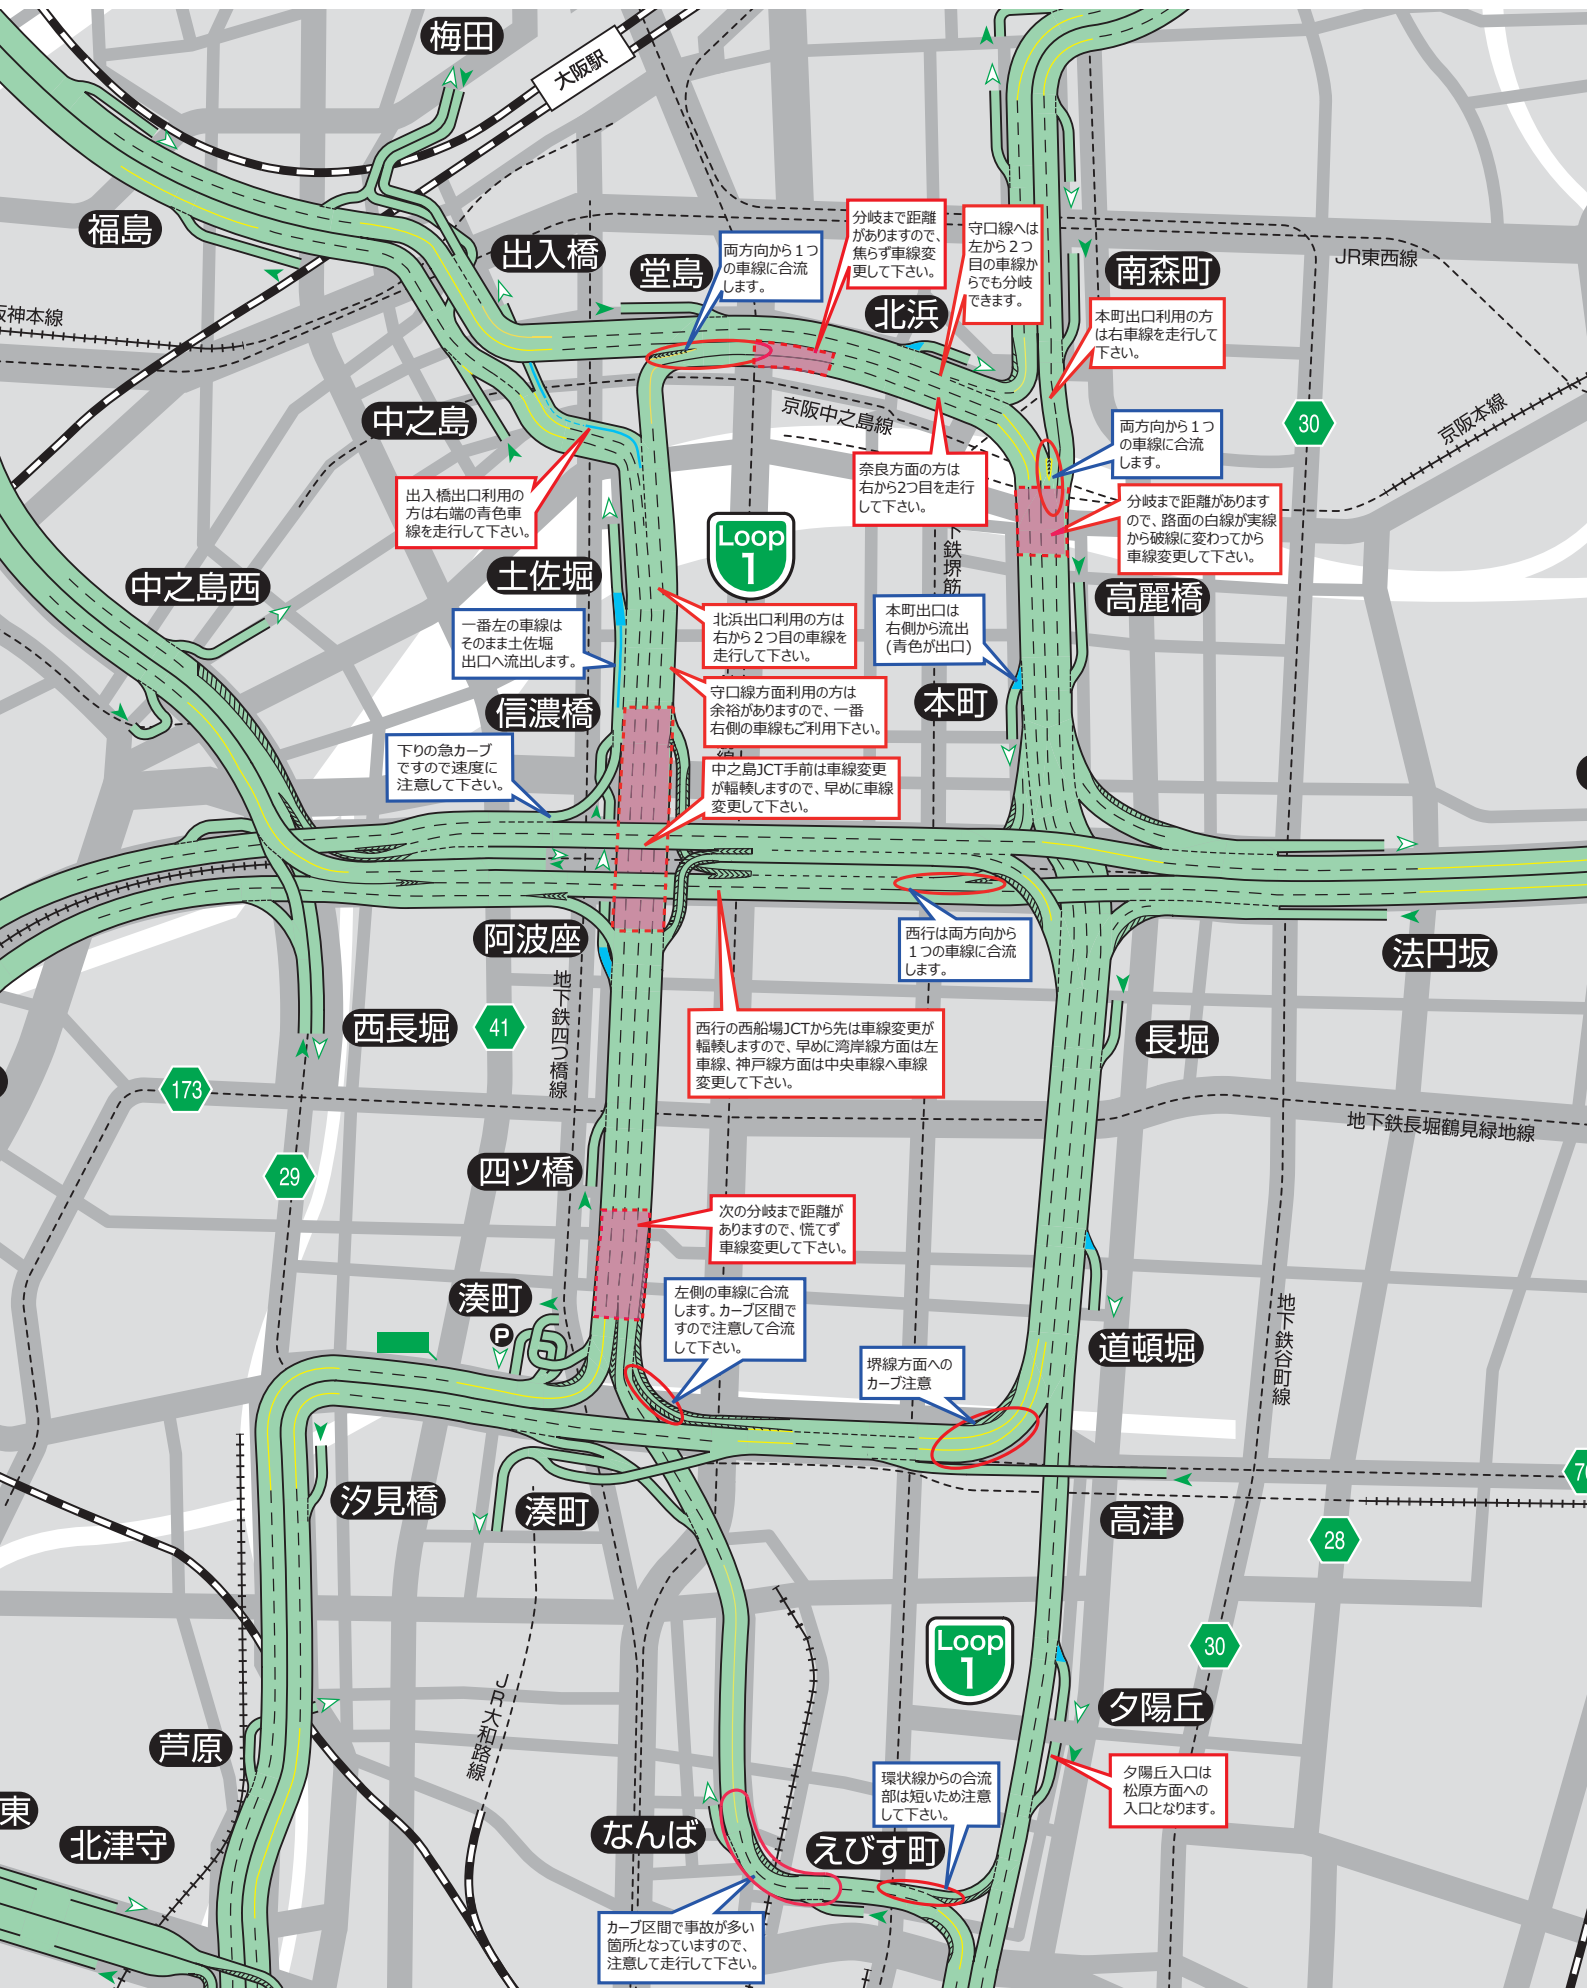 梅田
大阪駅
福島
出入橋
堂島
両方向から１つ
の車線に合流
します。
分岐まで距離
がありますので、
焦らず車線変
更して下さい。
守口線へは
左から２つ
目の車線か
らでも分岐
できます。
南森町
JR東西線
北浜
本町出口利用の方
は右車線を走行して
下さい。
阪神本線
中之島
京阪中之島線
30
京阪本線
両方向から１つ
の車線に合流
します。
出入橋出口利用の
方は右端の青色車
線を走行して下さい。
奈良方面の方は
右から2つ目を走行
して下さい。
分岐まで距離があります
ので、路面の白線が実線
から破線に変わってから
車線変更して下さい。
Loop
1
下鉄堺筋
土佐堀
中之島西
高麗橋
一番左の車線は
そのまま土佐堀
出口へ流出します。
北浜出口利用の方は
右から２つ目の車線を
走行して下さい。
本町出口は
右側から流出
(青色が出口)
信濃橋
守口線方面利用の方は
余裕がありますので、一番
右側の車線もご利用下さい。
本町
下りの急カーブ
ですので速度に
注意して下さい。
線
中之島JCT手前は車線変更
が輻輳しますので、早めに車線
変更して下さい。
阿波座
西行は両方向から
１つの車線に合流
します。
法円坂
地下鉄四つ橋線
西長堀
41
西行の西船場JCTから先は車線変更が
輻輳しますので、早めに湾岸線方面は左
車線、神戸線方面は中央車線へ車線
変更して下さい。
長堀
173
地下鉄長堀鶴見緑地線
29
四ツ橋
次の分岐まで距離が
ありますので、慌てず
車線変更して下さい。
湊町
P
左側の車線に合流
します。カーブ区間で
すので注意して合流
して下さい。
堺線方面への
カーブ注意
道頓堀
地下鉄谷町線
汐見橋
湊町
高津
70
28
Loop
1
30
JR大和路線
夕陽丘
芦原
夕陽丘入口は
松原方面への
入口となります。
環状線からの合流
部は短いため注意
して下さい。
東
北津守
なんば
えびす町
カーブ区間で事故が多い
箇所となっていますので、
注意して走行して下さい。